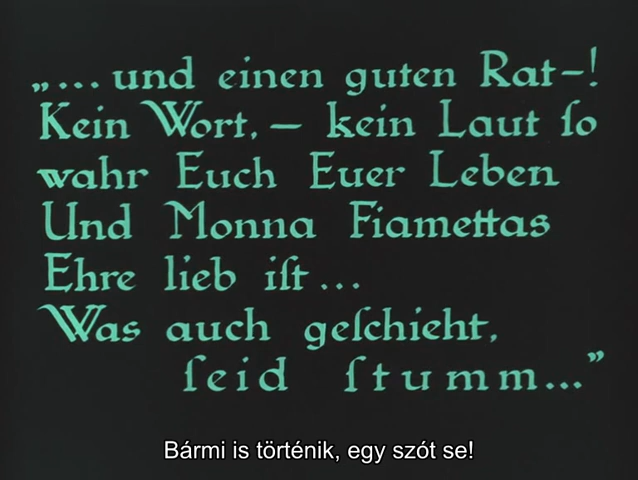 „... und einen guten Rat–!
Kein Wort, – kein Laut ſo
wahr Euch Euer Leben
Und Monna Fiamettas
Ehre lieb iſt ...
Was auch geſchieht,
ſeid ſtumm...”
Bármi is történik, egy szót se!